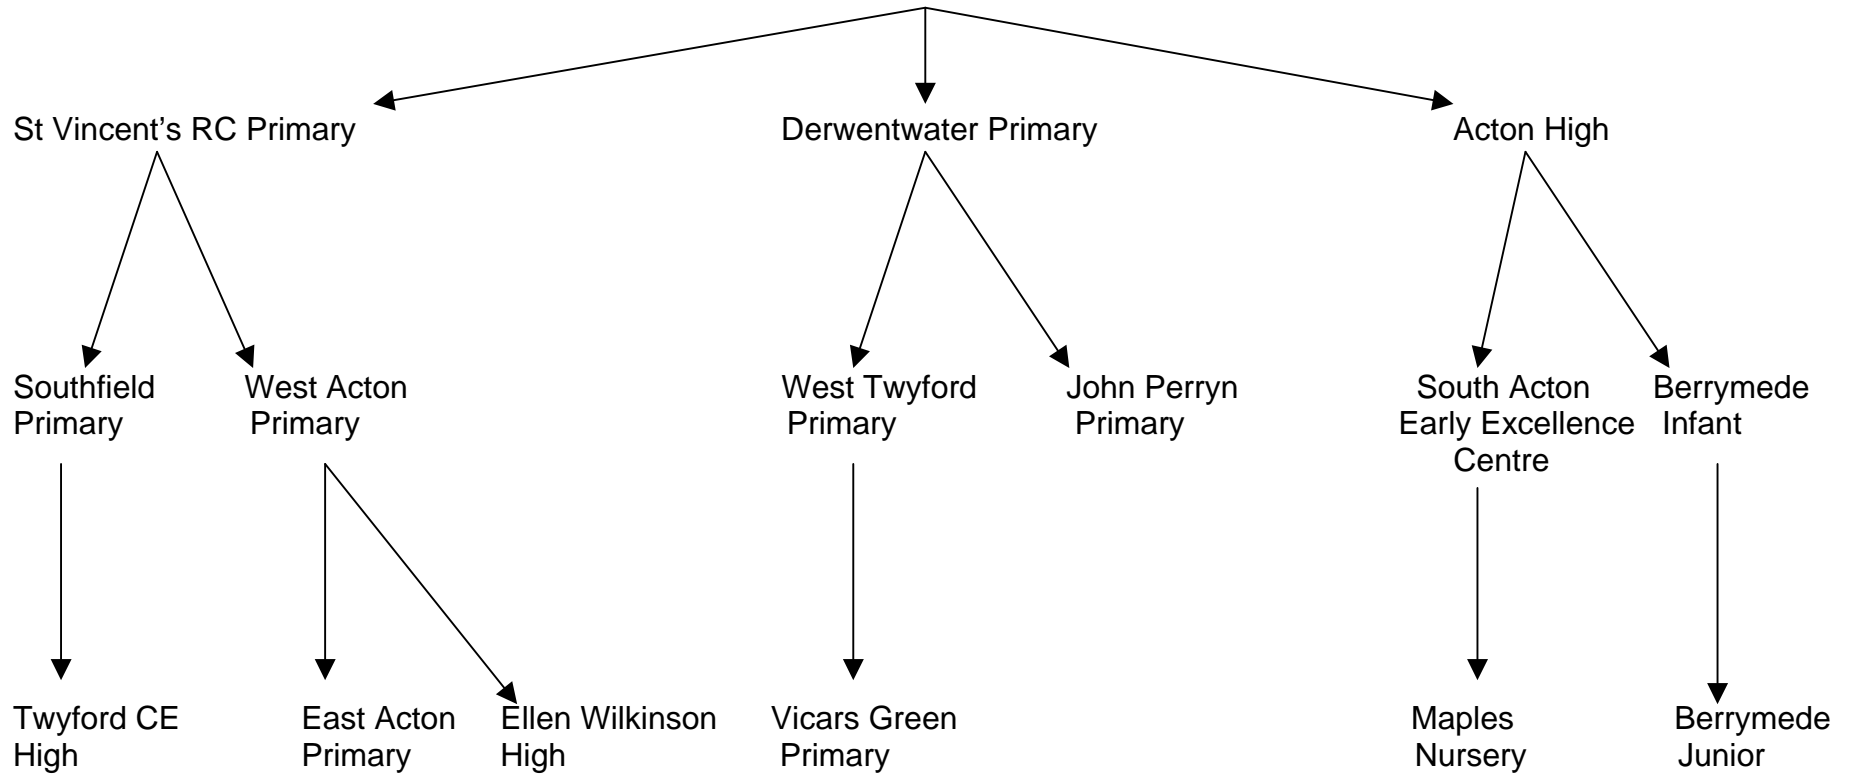 St Vincent’s RC Primary
Derwentwater Primary
Acton High
Southfield
Primary
West Acton
Primary
West Twyford
Primary
John Perryn
Primary
South Acton
Early Excellence
Centre
Berrymede
Infant
Twyford CE
High
East Acton
Primary
Ellen Wilkinson
High
Vicars Green
Primary
Maples
Nursery
Berrymede
Junior